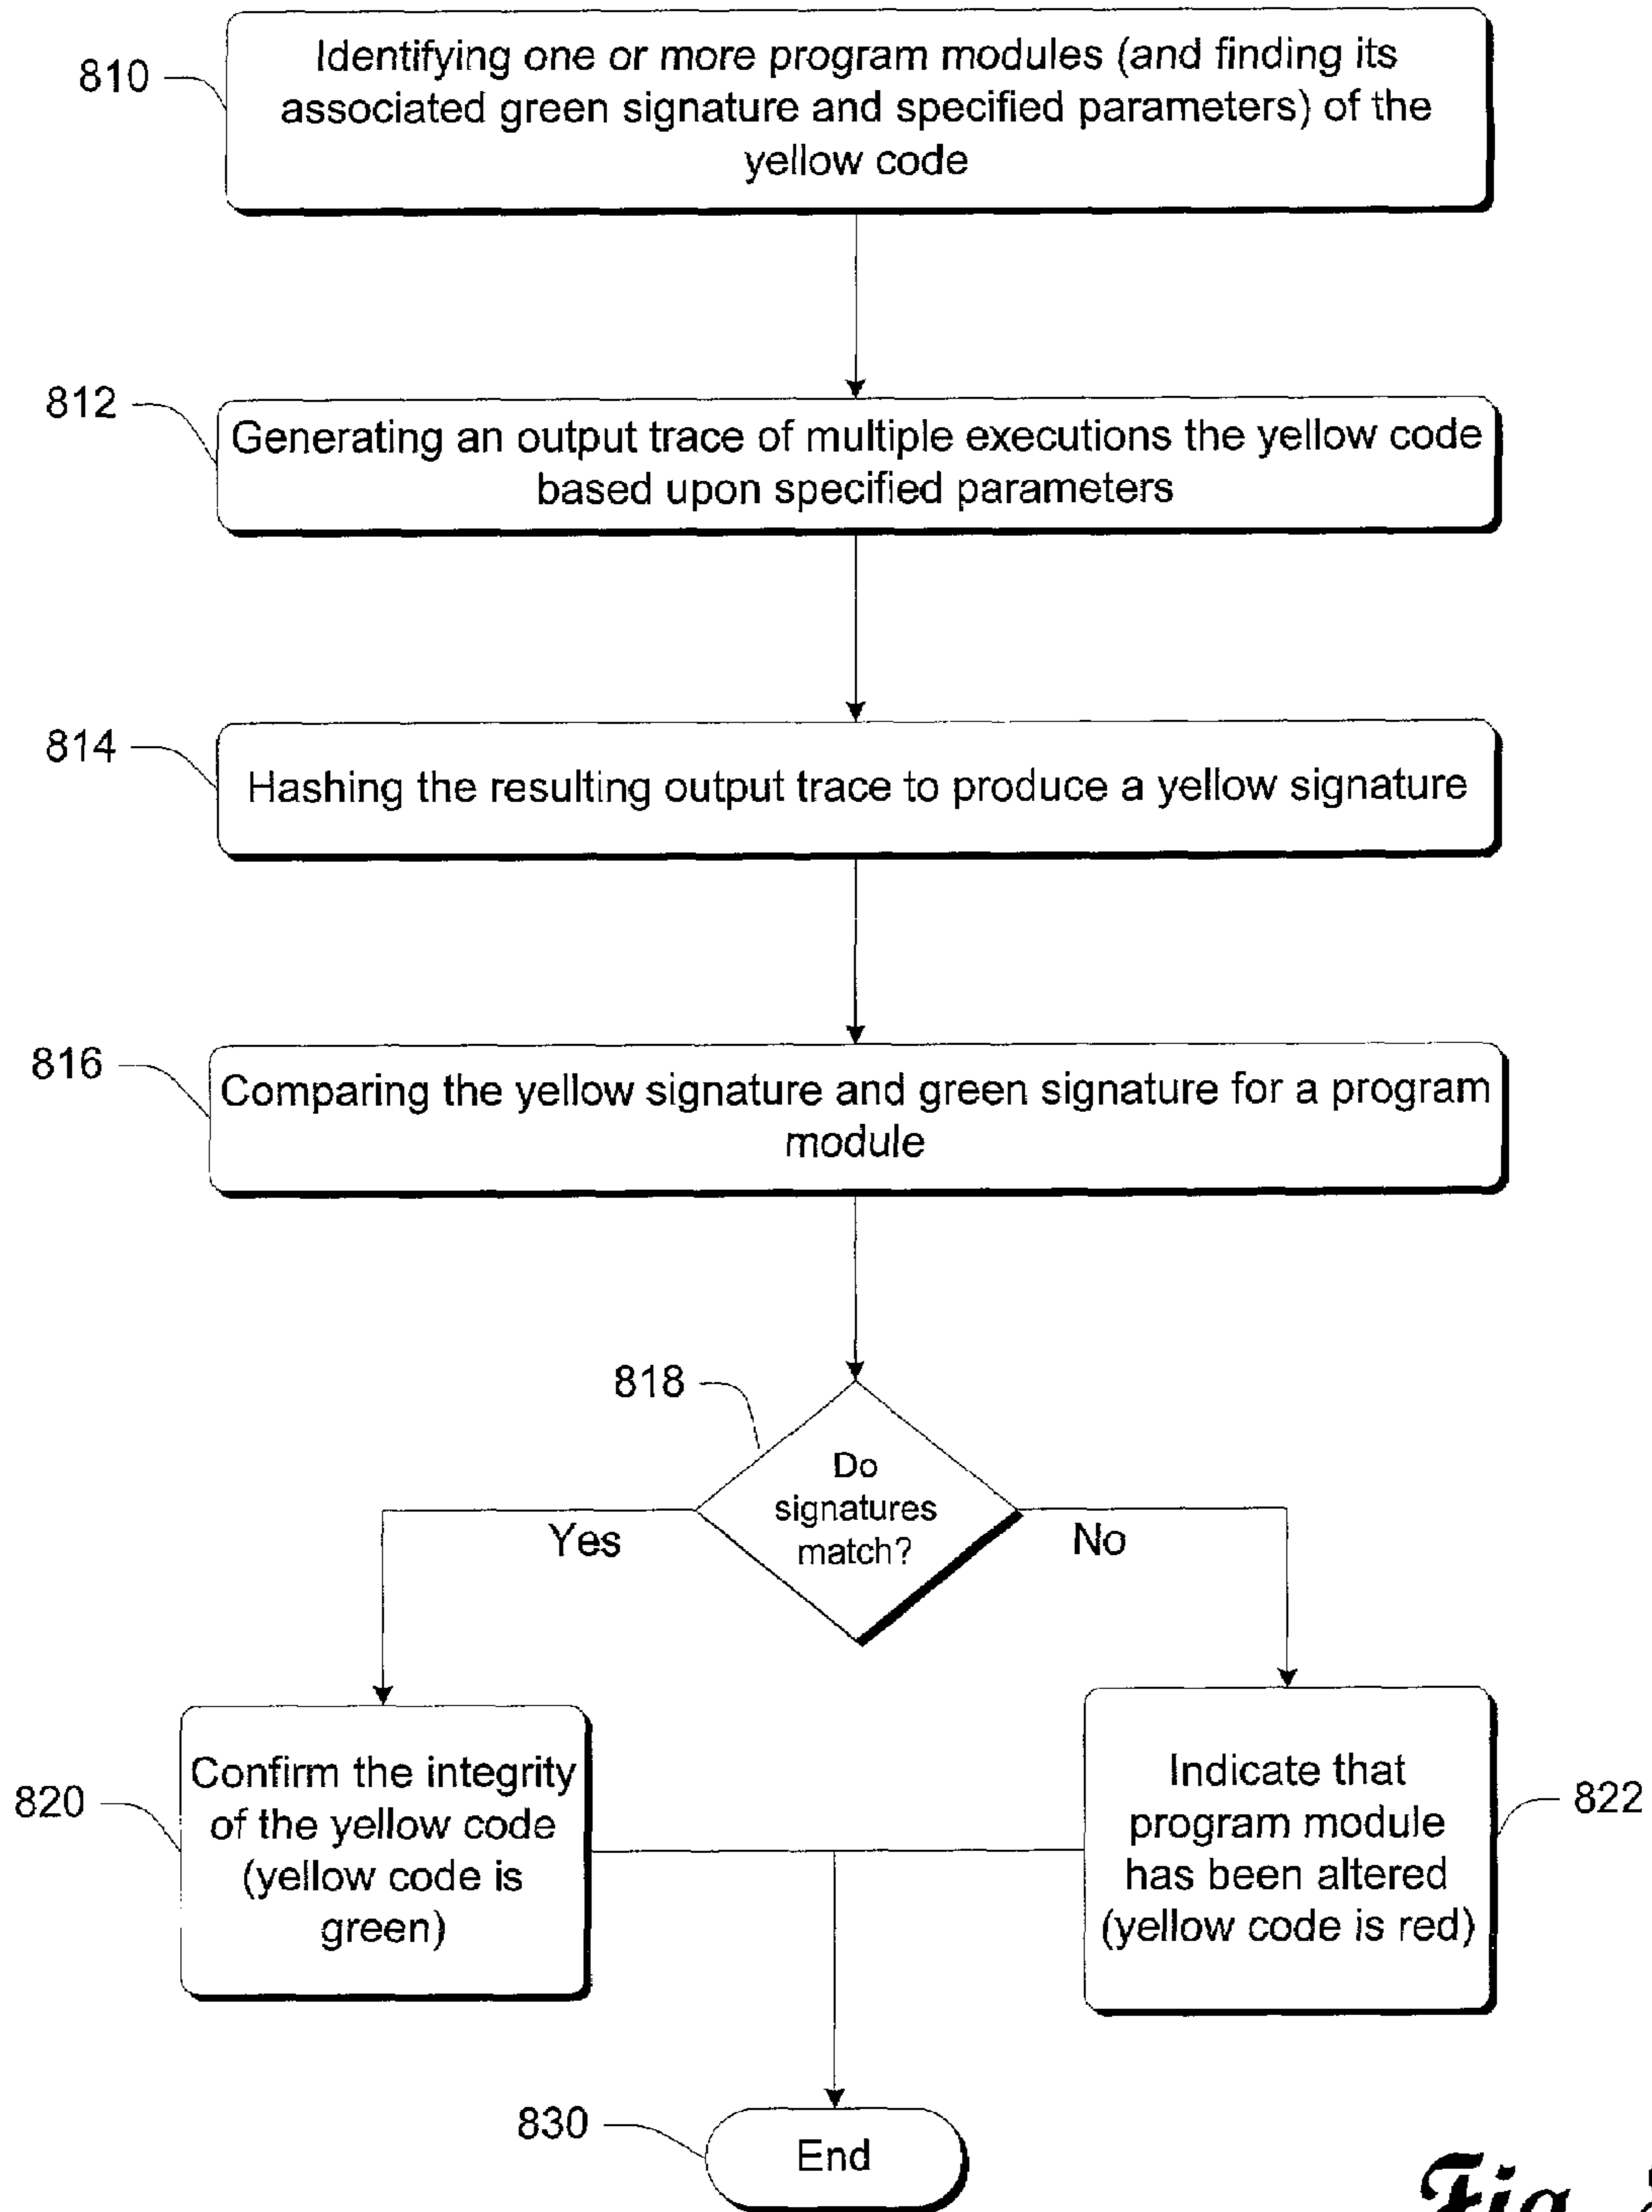 810
Identifying one or more program modules (and finding its
associated green signature and specified parameters) of the
yellow code
812
Generating an output trace of multiple executions the yellow code
based upon specified parameters
814
Hashing the resulting output trace to produce a yellow signature
816
Comparing the yellow signature and green signature for a program
module
818
Do
signatures
match?
Yes
No
820
Confirm the integrity
of the yellow code
(yellow code is
green)
Indicate that
program module
has been altered
(yellow code is red)
822
830
End
Fig.